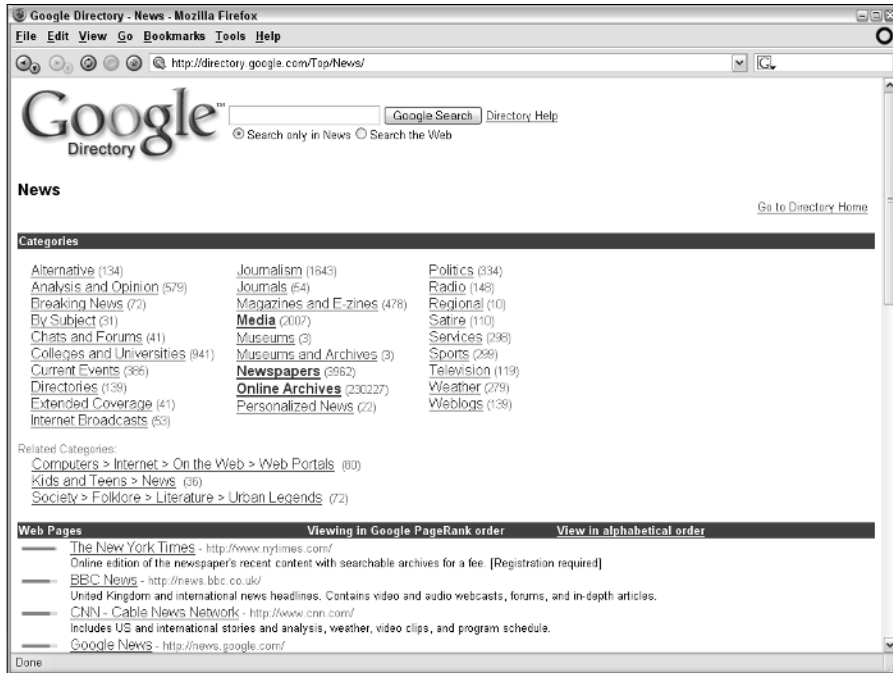 Google Directory - News - Mozilla Firefox
File Edit View Go Bookmarks Tools Help
http://directory.google.com/Top/News/
G
Google™
Directory
Google Search Directory Help
Search only in News Search the Web
News
Go to Directory Home
Categories
Alternative (134)
Analysis and Opinion (579)
Breaking News (72)
By Subject (31)
Chats and Forums (41)
Colleges and Universities (941)
Current Events (386)
Directories (139)
Extended Coverage (41)
Internet Broadcasts (53)
Journalism (1643)
Journals (54)
Magazines and E-zines (478)
Media (2007)
Museums (3)
Museums and Archives (3)
Newspapers (3962)
Online Archives (230227)
Personalized News (22)
Politics (334)
Radio (148)
Regional (10)
Satire (110)
Services (298)
Sports (299)
Television (119)
Weather (279)
Weblogs (139)
Related Categories:
Computers > Internet > On the Web > Web Portals (80)
Kids and Teens > News (36)
Society > Folklore > Literature > Urban Legends (72)
Web Pages Viewing in Google PageRank order View in alphabetical order
The New York Times - http://www.nytimes.com/
Online edition of the newspaper's recent content with searchable archives for a fee. [Registration required]
BBC News - http://news.bbc.co.uk/
United Kingdom and international news headlines. Contains video and audio webcasts, forums, and in-depth articles.
CNN - Cable News Network - http://www.cnn.com/
Includes US and international stories and analysis, weather, video clips, and program schedule.
Google News - http://news.google.com/
Done